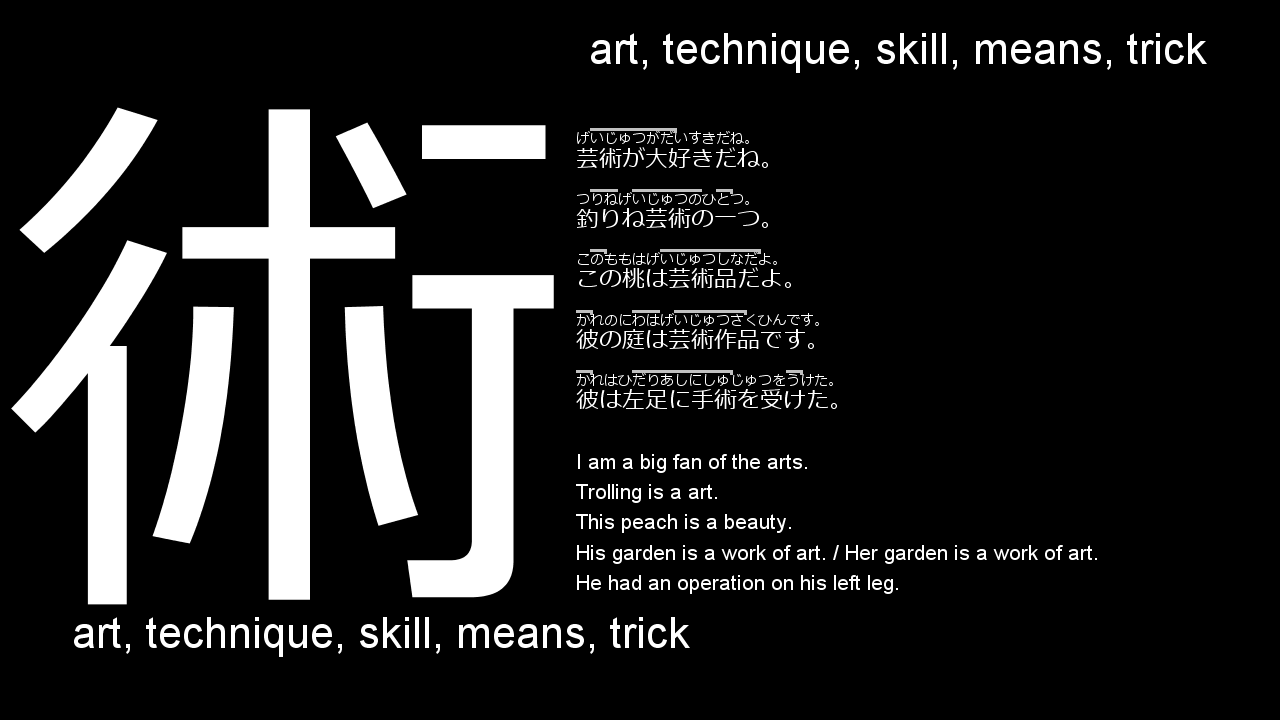 art, technique, skill, means, trick
術
げいじゅつがだいすきだね。
芸術が大好きだね。
つりねげいじゅつのひとつ。
釣りね芸術の一つ。
このももはげいじゅつしなだよ。
この桃は芸術品だよ。
かれのにわはげいじゅつさくひんです。
彼の庭は芸術作品です。
かれはひだりあしにしゅじゅつをうけた。
彼は左足に手術を受けた。
I am a big fan of the arts.
Trolling is a art.
This peach is a beauty.
His garden is a work of art. / Her garden is a work of art.
He had an operation on his left leg.
art, technique, skill, means, trick